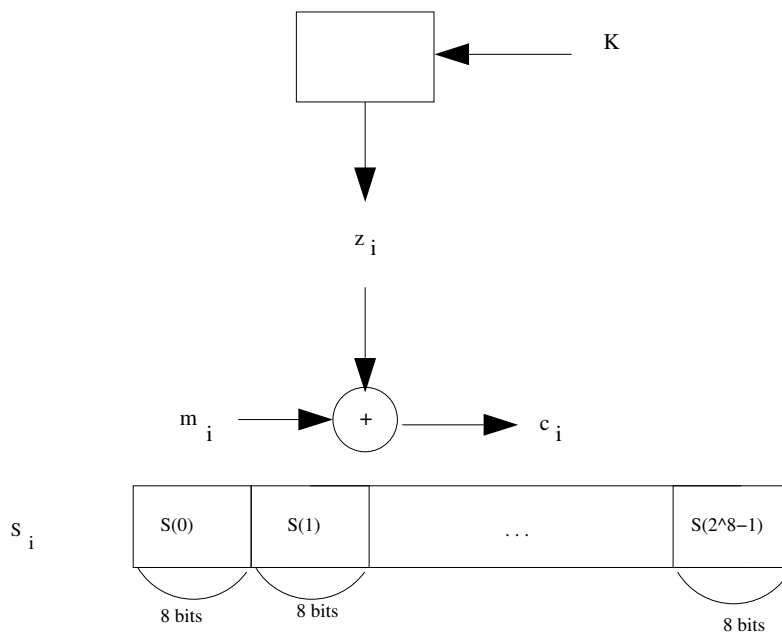 K
z i
m i + c i
S i S(0) S(1) . . . S(2^8−1)
8 bits 8 bits 8 bits